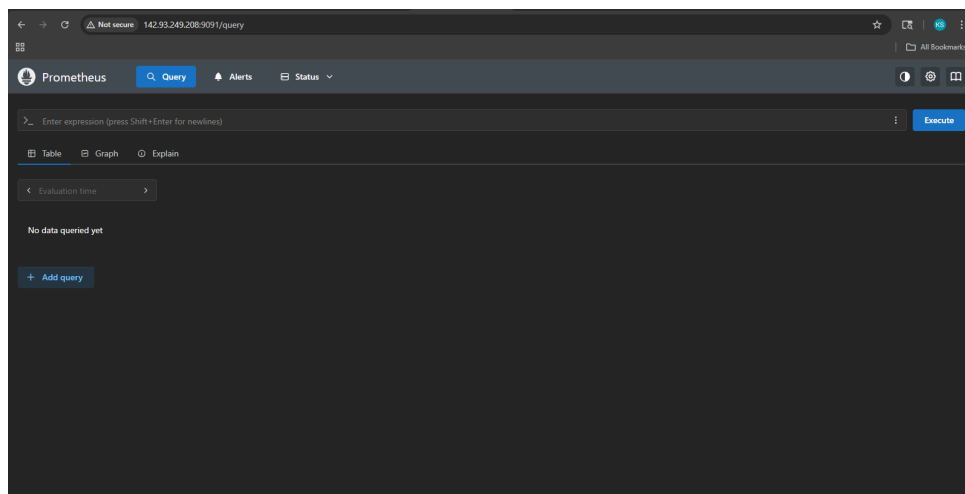 Not secure 142.93.249.208:9091/query KS
All Bookmarks
Prometheus Query Alerts Status
>_ Enter expression (press Shift+Enter for newlines) Execute
Table Graph Explain
< Evaluation time >
No data queried yet
+ Add query